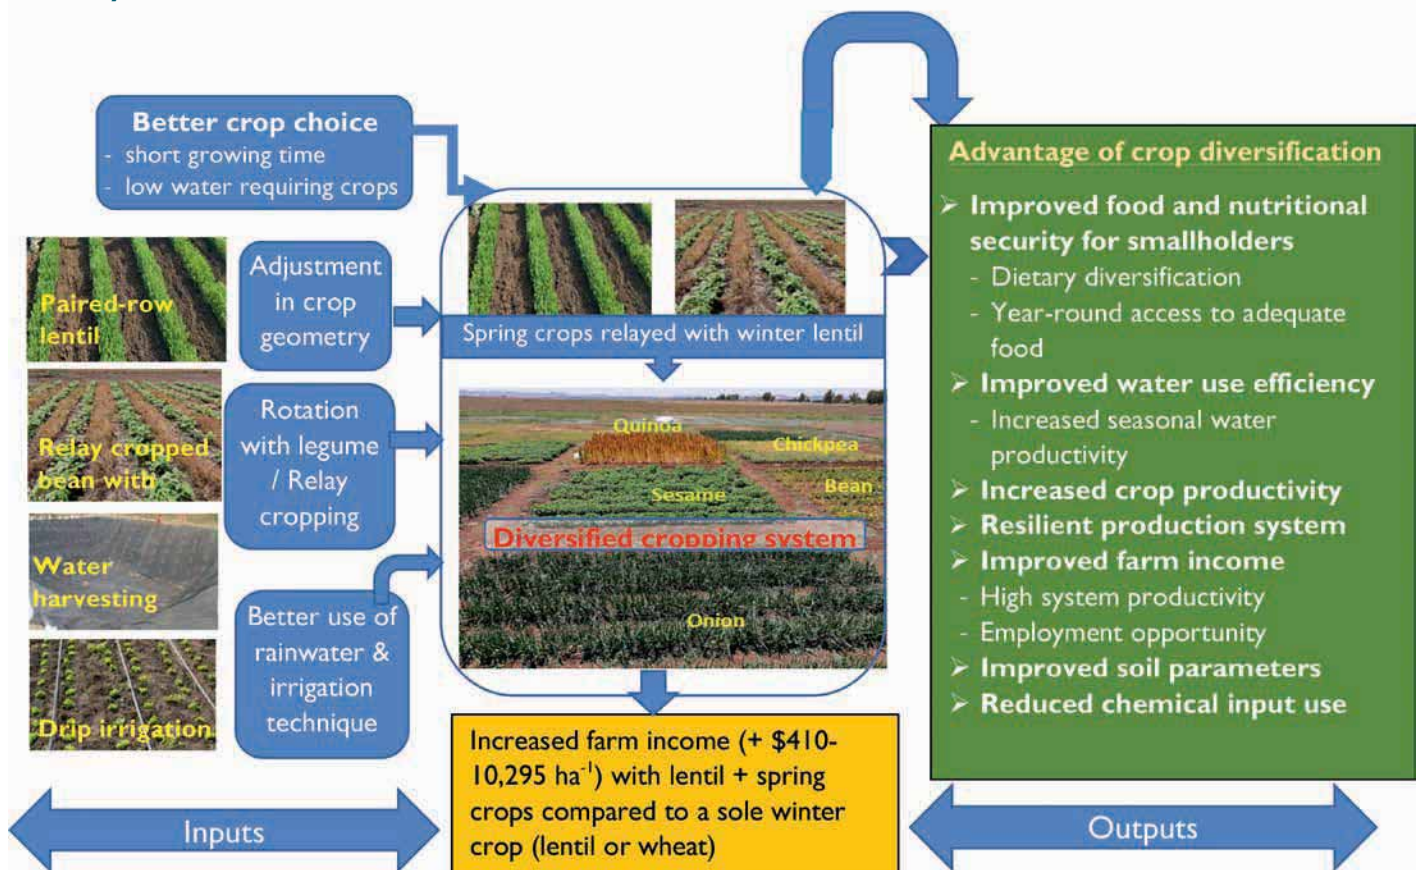 Better crop choice
- short growing time
- low water requiring crops
Paired-row
lentil
Adjustment
in crop
geometry
Relay cropped
bean with
Rotation
with legume
/ Relay
cropping
Water
harvesting
Drip irrigation
Better use of
rainwater &
irrigation
technique
Inputs
Spring crops relayed with winter lentil
Quinoa
Chickpea
Sesame
Bean
Diversified cropping system
Onion
Increased farm income (+ $410-
10,295 ha⁻¹) with lentil + spring
crops compared to a sole winter
crop (lentil or wheat)
Advantage of crop diversification
➢ Improved food and nutritional
security for smallholders
- Dietary diversification
- Year-round access to adequate
food
➢ Improved water use efficiency
- Increased seasonal water
productivity
➢ Increased crop productivity
➢ Resilient production system
➢ Improved farm income
- High system productivity
- Employment opportunity
➢ Improved soil parameters
➢ Reduced chemical input use
Outputs